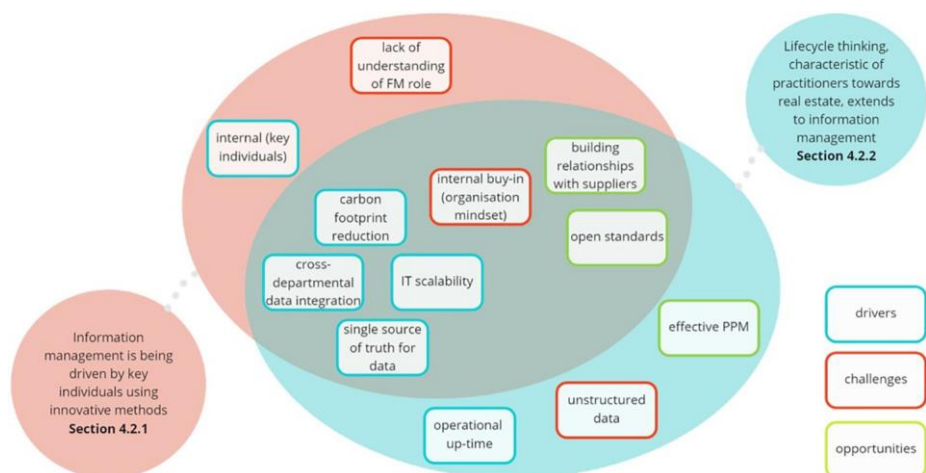 lack of
understanding
of FM role
internal (key
individuals)
building
relationships
with suppliers
internal buy-in
(organisation
mindset)
carbon
footprint
reduction
open standards
cross-
departmental
data integration
IT scalability
single source
of truth for
data
effective PPM
unstructured
data
operational
up-time
Lifecycle thinking,
characteristic of
practitioners towards
real estate, extends
to information
management
Section 4.2.2
Information
management is being
driven by key
individuals using
innovative methods
Section 4.2.1
drivers
challenges
opportunities